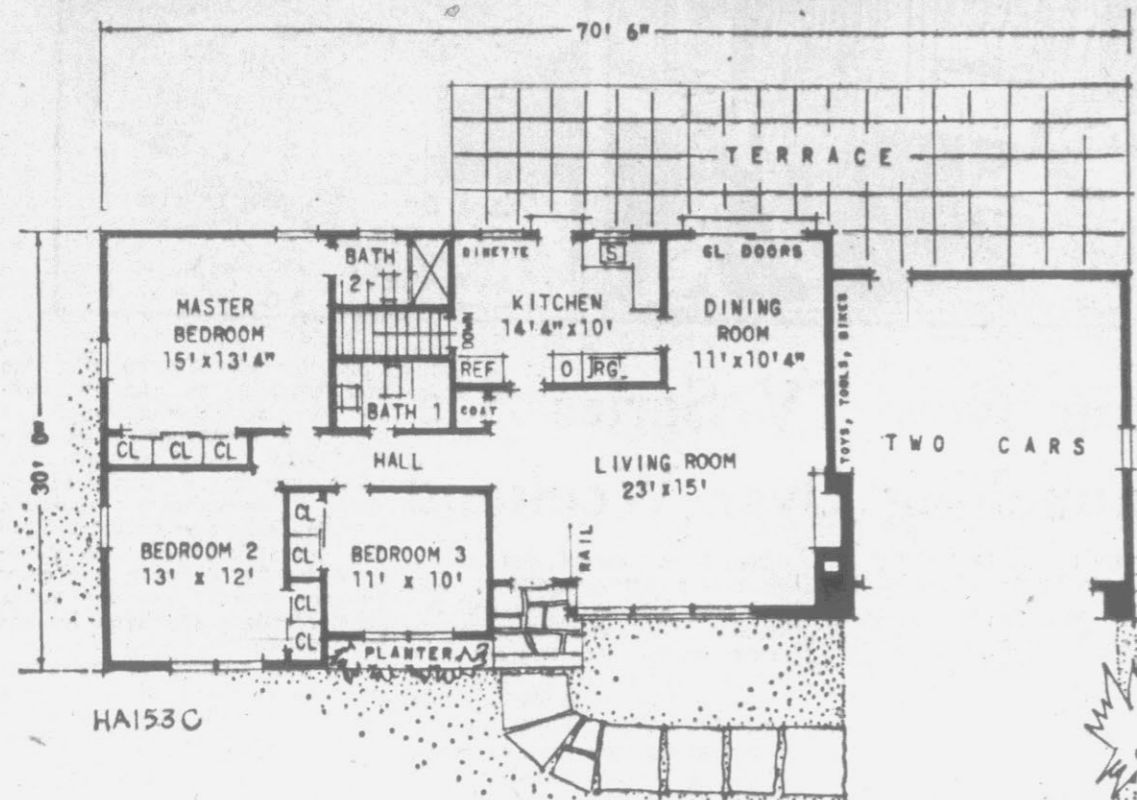 70' 6"
TERRACE
BATH
2
DINETTE
S
GL DOORS
MASTER
BEDROOM
15'x13'4"
DOWN
KITCHEN
14'4"x10'
DINING
ROOM
11'x10'4"
TOYS, TOOLS, BIKES
REF
O
RG
BATH 1
COAT
CL
CL
CL
HALL
LIVING ROOM
23'x15'
TWO CARS
30' 0"
BEDROOM 2
13' x 12'
CL
CL
CL
CL
BEDROOM 3
11' x 10'
RAIL
PLANTER
HA153C